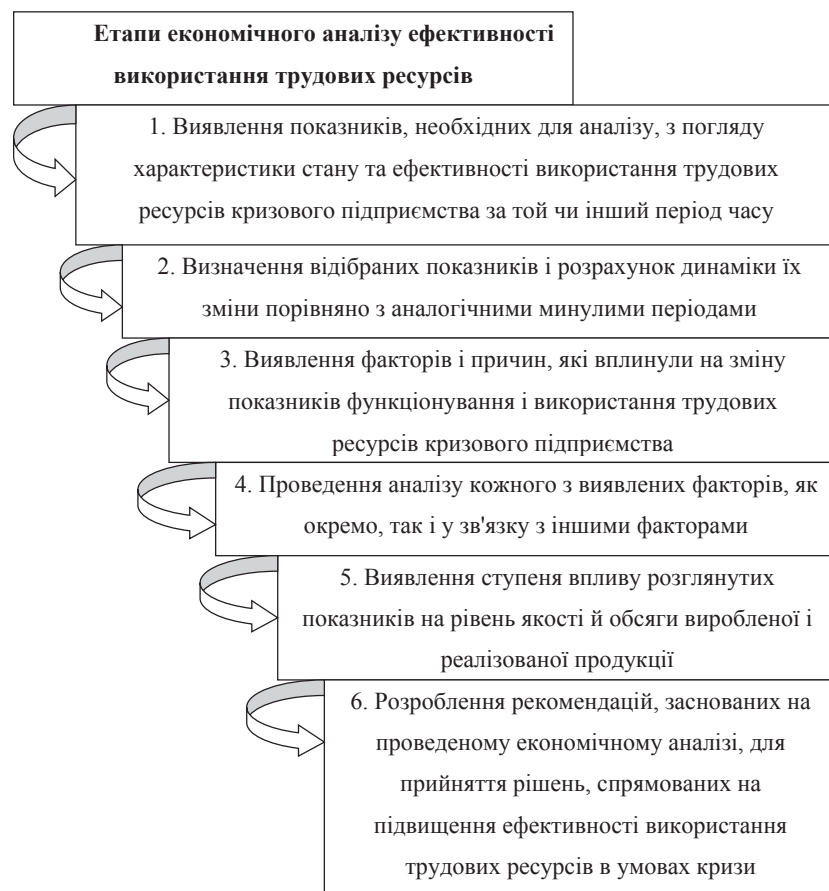 Етапи економічного аналізу ефективності
використання трудових ресурсів
1. Виявлення показників, необхідних для аналізу, з погляду
характеристики стану та ефективності використання трудових
ресурсів кризового підприємства за той чи інший період часу
2. Визначення відібраних показників і розрахунок динаміки їх
зміни порівняно з аналогічними минулими періодами
3. Виявлення факторів і причин, які вплинули на зміну
показників функціонування і використання трудових
ресурсів кризового підприємства
4. Проведення аналізу кожного з виявлених факторів, як
окремо, так і у зв'язку з іншими факторами
5. Виявлення ступеня впливу розглянутих
показників на рівень якості й обсяги виробленої і
реалізованої продукції
6. Розроблення рекомендацій, заснованих на
проведеному економічному аналізі, для
прийняття рішень, спрямованих на
підвищення ефективності використання
трудових ресурсів в умовах кризи